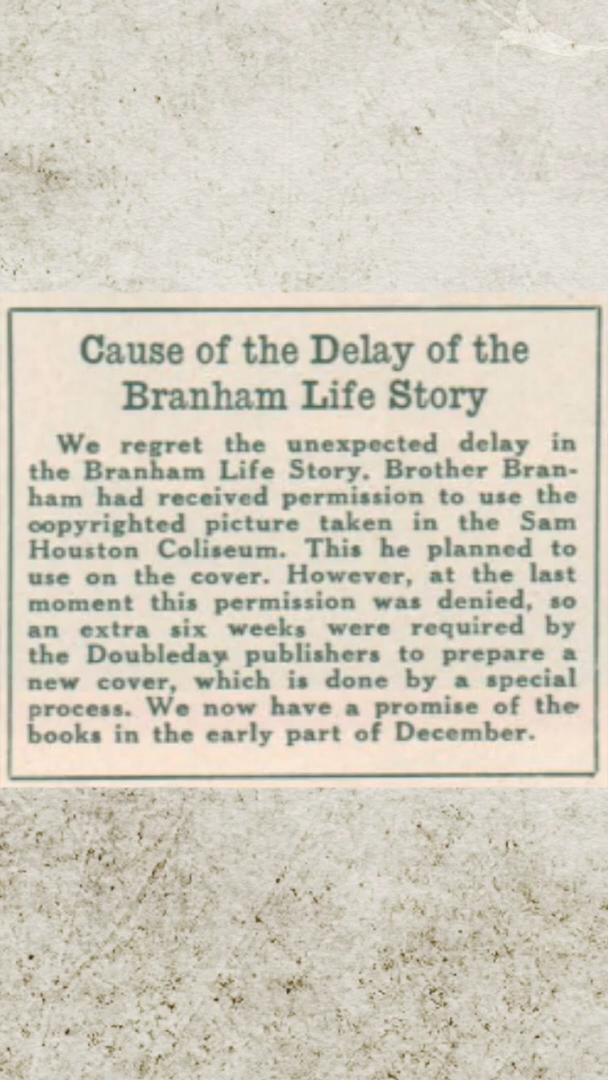 Cause of the Delay of the
Branham Life Story
We regret the unexpected delay in
the Branham Life Story. Brother Bran-
ham had received permission to use the
copyrighted picture taken in the Sam
Houston Coliseum. This he planned to
use on the cover. However, at the last
moment this permission was denied, so
an extra six weeks were required by
the Doubleday publishers to prepare a
new cover, which is done by a special
process. We now have a promise of the
books in the early part of December.